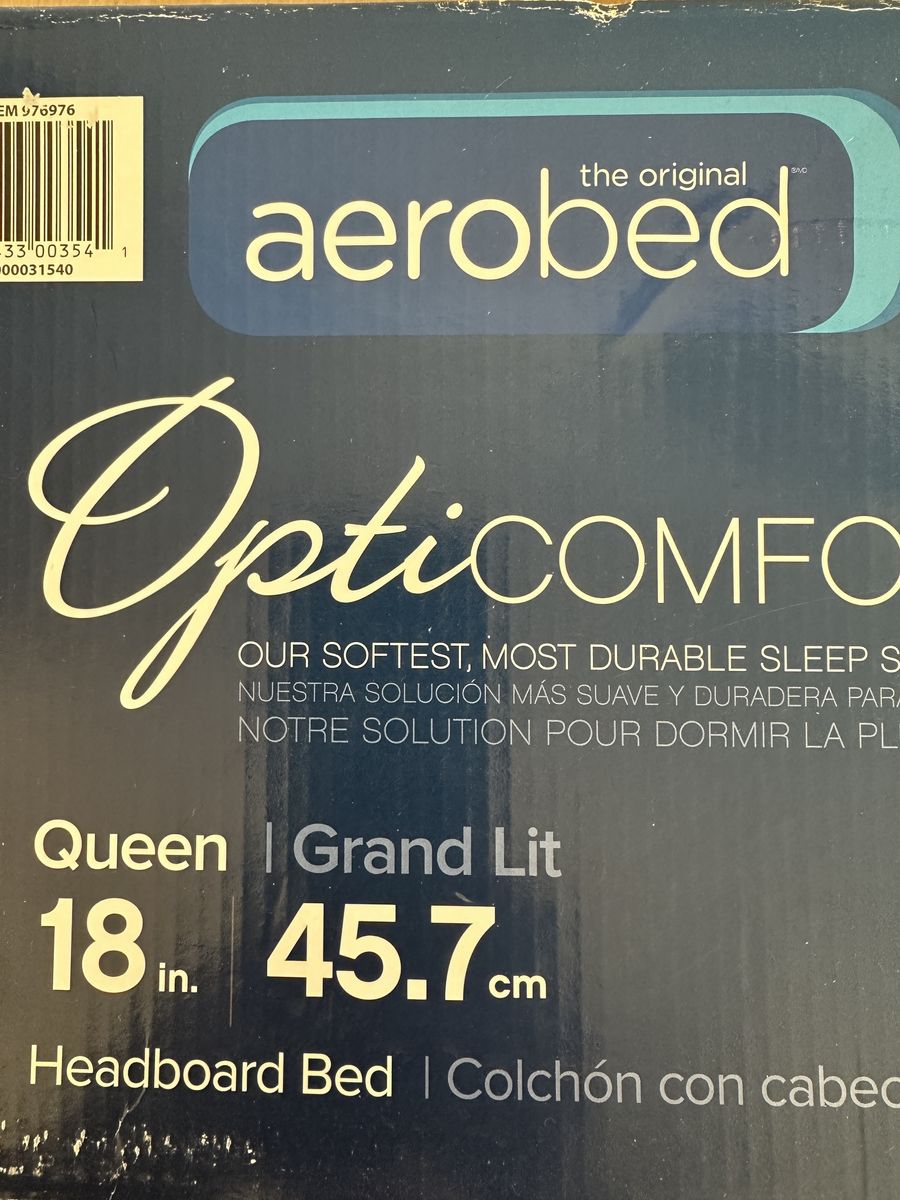 EM 976976
33 00354 1
000031540
the original
aerobed
OptiCOMFO
OUR SOFTEST, MOST DURABLE SLEEP S
NUESTRA SOLUCIÓN MÁS SUAVE Y DURADERA PARA
NOTRE SOLUTION POUR DORMIR LA PL
Queen | Grand Lit
18 in. | 45.7 cm
Headboard Bed | Colchón con cabec